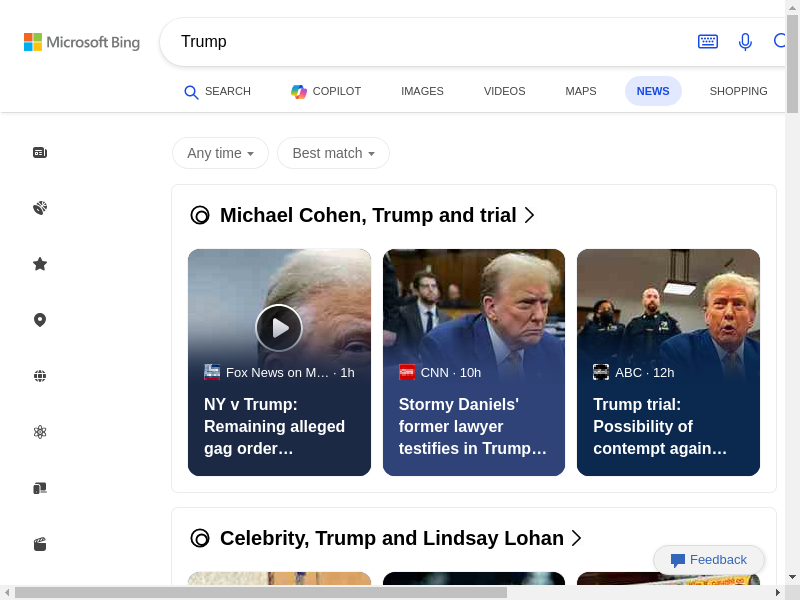 Microsoft Bing
Trump
SEARCH
COPILOT
IMAGES
VIDEOS
MAPS
NEWS
SHOPPING
Any time
Best match
Michael Cohen, Trump and trial
Fox News on M… · 1h
NY v Trump:
Remaining alleged
gag order…
CNN · 10h
Stormy Daniels'
former lawyer
testifies in Trump…
ABC · 12h
Trump trial:
Possibility of
contempt again…
Celebrity, Trump and Lindsay Lohan
Feedback